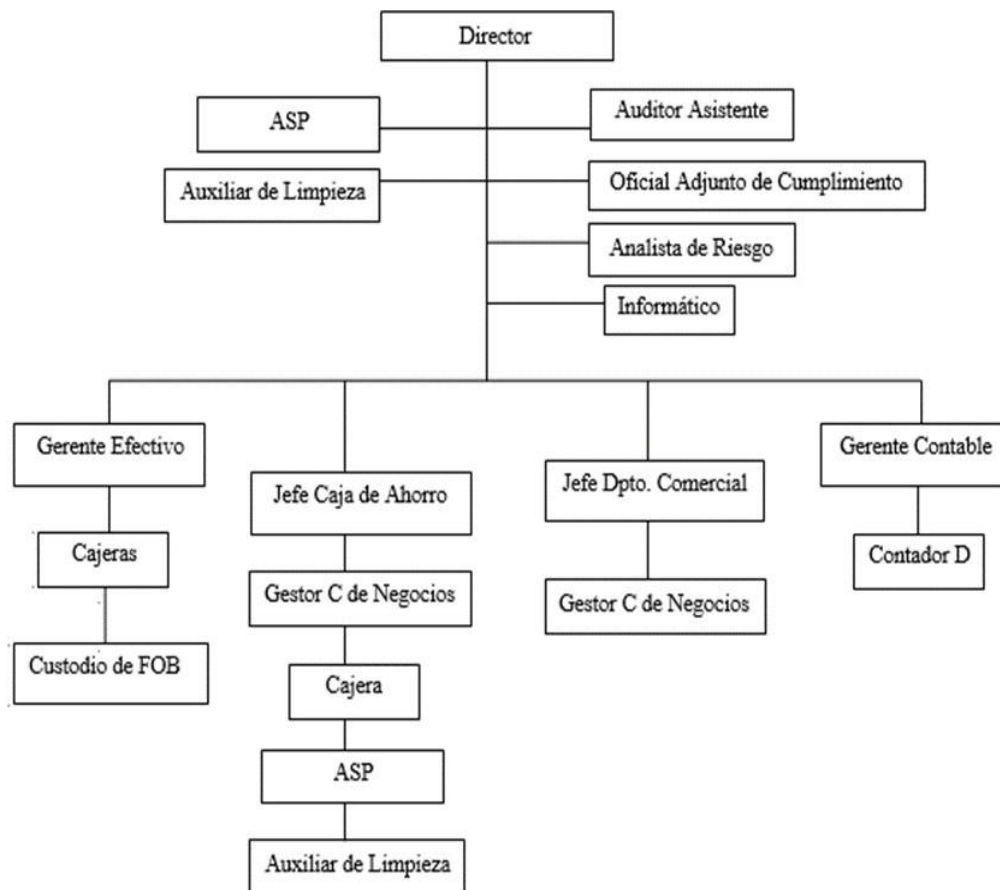 Director
ASP
Auditor Asistente
Auxiliar de Limpieza
Oficial Adjunto de Cumplimiento
Analista de Riesgo
Informático
Gerente Efectivo
Jefe Caja de Ahorro
Jefe Dpto. Comercial
Gerente Contable
Cajeras
Gestor C de Negocios
Gestor C de Negocios
Contador D
Custodio de FOB
Cajera
ASP
Auxiliar de Limpieza